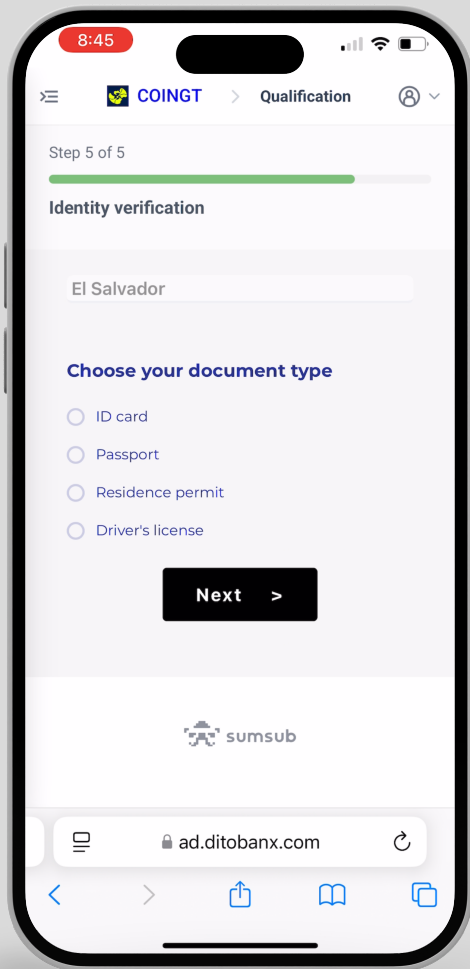 8:45
COINGT
Qualification
Step 5 of 5
Identity verification
El Salvador
Choose your document type
ID card
Passport
Residence permit
Driver's license
Next >
sumsub
ad.ditobanx.com